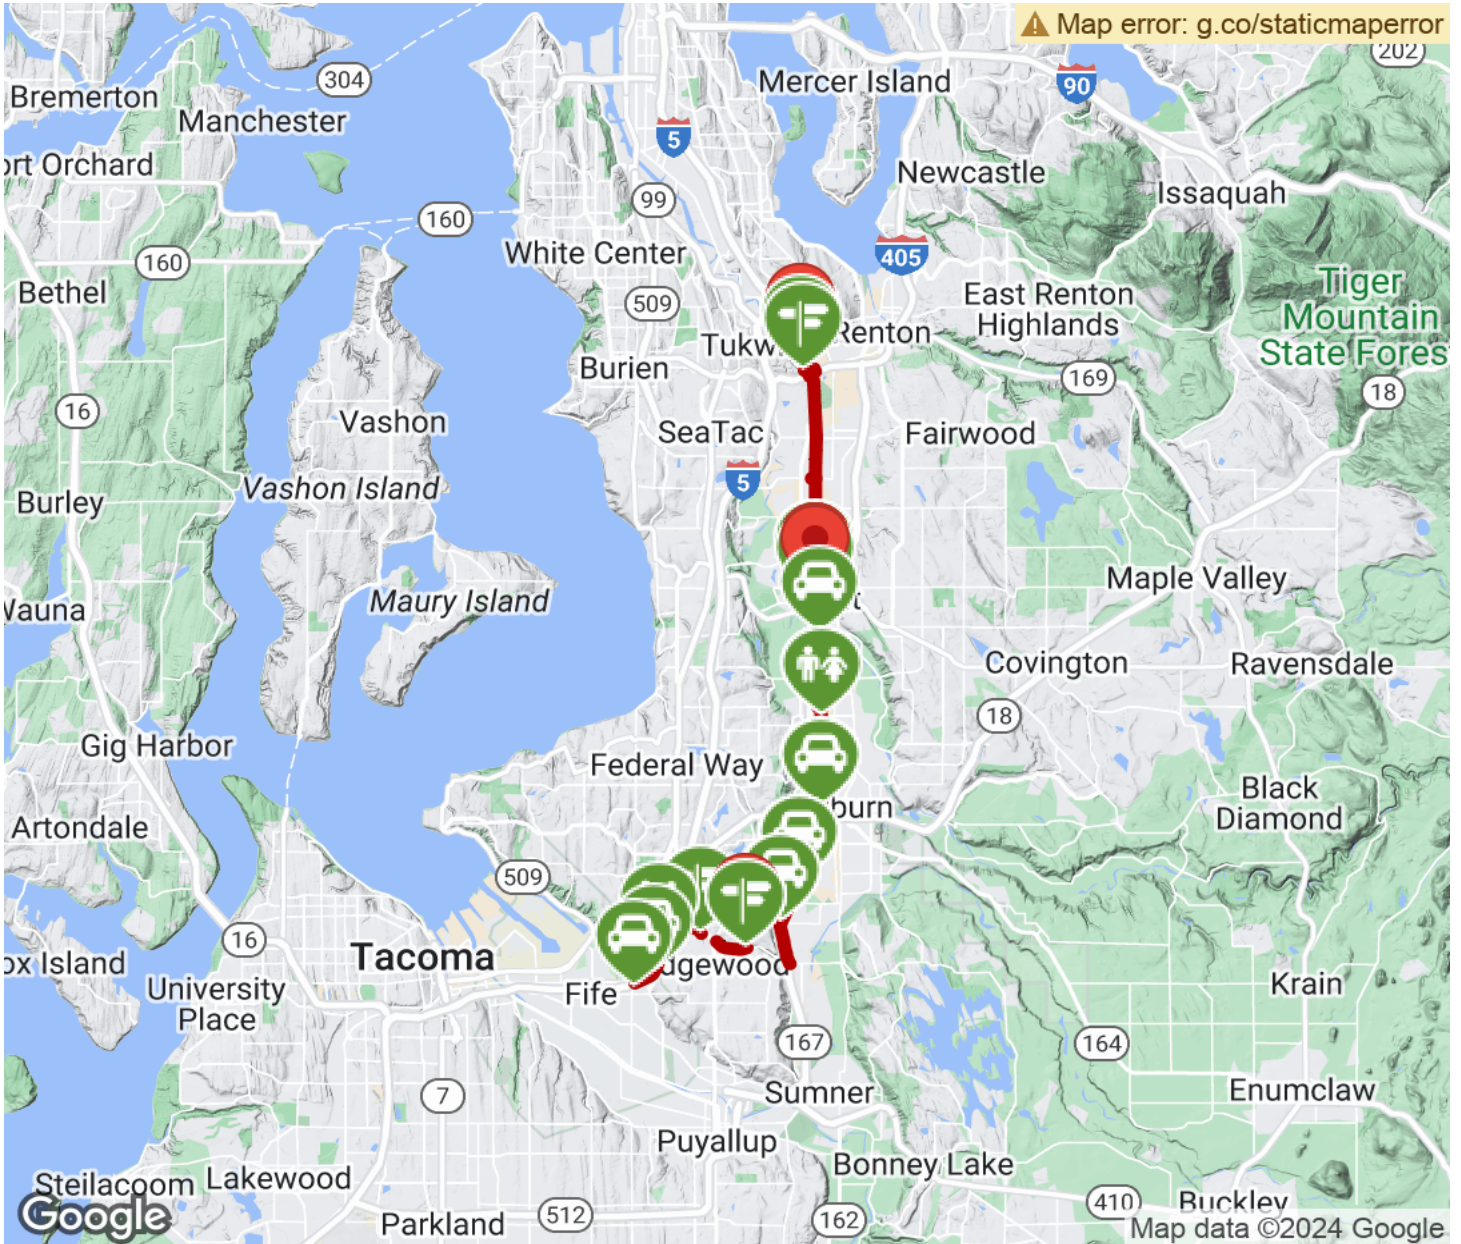 Map error: g.co/staticmaperror
202
304
Mercer Island
90
Bremerton
Manchester
5
ort Orchard
Newcastle
Issaquah
99
160
White Center
405
160
Bethel
509
East Renton
Highlands
Tiger
Mountain
State Fores
Tukw
Renton
Burien
169
18
16
Vashon
SeaTac
Fairwood
5
Vashon Island
Burley
Maple Valley
Maury Island
t
Wauna
Covington
Ravensdale
18
Gig Harbor
Federal Way
Black
Diamond
Artondale
burn
509
16
Tacoma
ox Island
dgewood
University
Place
Fife
Krain
167
164
7
Sumner
Enumclaw
Puyallup
Bonney Lake
Steilacoom
Lakewood
410
Buckley
Google
Parkland
512
162
Map data ©2024 Google